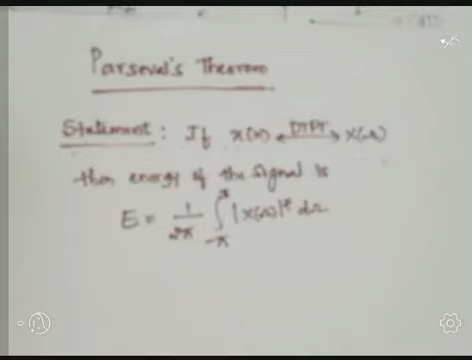 Parseval's Theorem
Statement : If x(n) <—DTFT—> X(ω)
then energy of the signal is
E = 1/2π ∫_{-π}^{π} |X(ω)|² dω